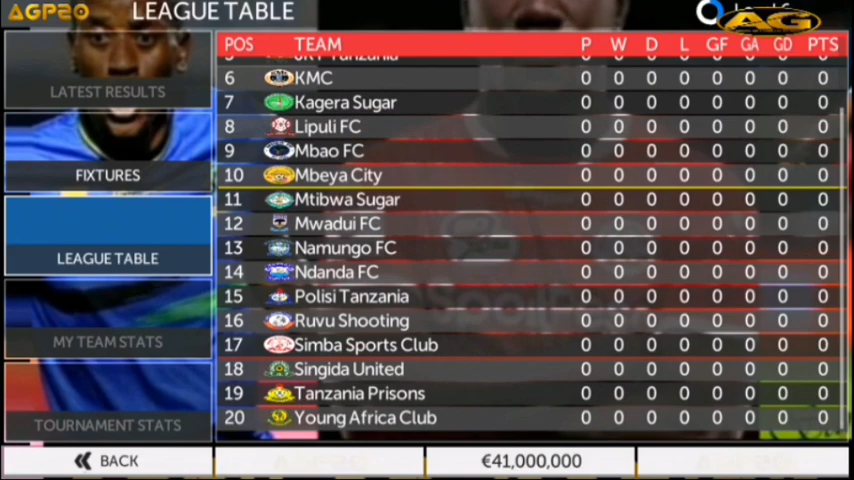 AGP20 LEAGUE TABLE
AG
POS TEAM P W D L GF GA GD PTS
JKT Tanzania
6 KMC 0 0 0 0 0 0 0 0
7 Kagera Sugar 0 0 0 0 0 0 0 0
8 Lipuli FC 0 0 0 0 0 0 0 0
9 Mbao FC 0 0 0 0 0 0 0 0
10 Mbeya City 0 0 0 0 0 0 0 0
11 Mtibwa Sugar 0 0 0 0 0 0 0 0
12 Mwadui FC 0 0 0 0 0 0 0 0
13 Namungo FC 0 0 0 0 0 0 0 0
14 Ndanda FC 0 0 0 0 0 0 0 0
15 Polisi Tanzania 0 0 0 0 0 0 0 0
16 Ruvu Shooting 0 0 0 0 0 0 0 0
17 Simba Sports Club 0 0 0 0 0 0 0 0
18 Singida United 0 0 0 0 0 0 0 0
19 Tanzania Prisons 0 0 0 0 0 0 0 0
20 Young Africa Club 0 0 0 0 0 0 0 0
LATEST RESULTS
FIXTURES
LEAGUE TABLE
MY TEAM STATS
TOURNAMENT STATS
BACK
€41,000,000